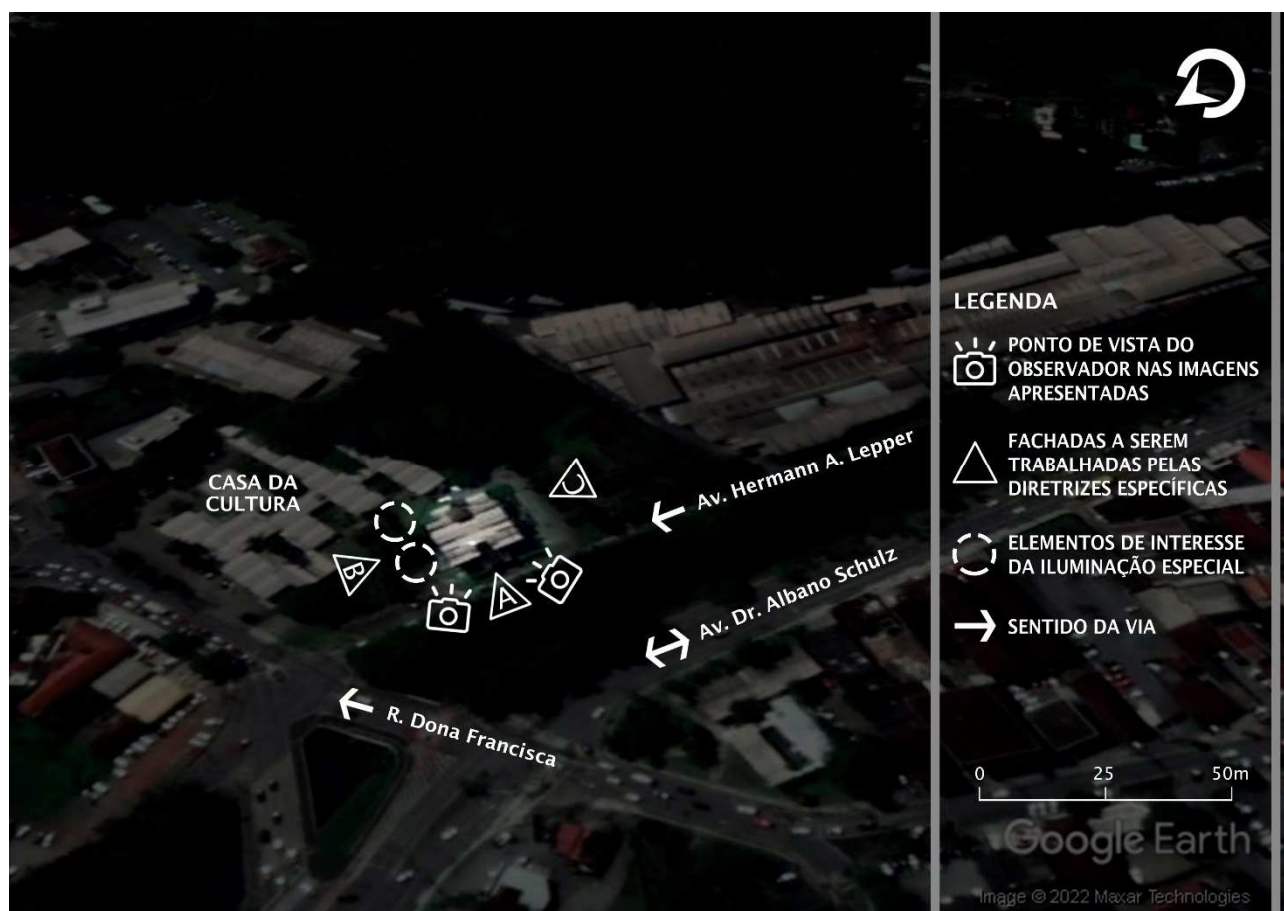 CASA DA
CULTURA
B
A
C
Av. Hermann A. Lepper
Av. Dr. Albano Schulz
R. Dona Francisca
LEGENDA
PONTO DE VISTA DO
OBSERVADOR NAS IMAGENS
APRESENTADAS
FACHADAS A SEREM
TRABALHADAS PELAS
DIRETRIZES ESPECÍFICAS
ELEMENTOS DE INTERESSE
DA ILUMINAÇÃO ESPECIAL
SENTIDO DA VIA
0 25 50m
Google Earth
Image © 2022 Maxar Technologies